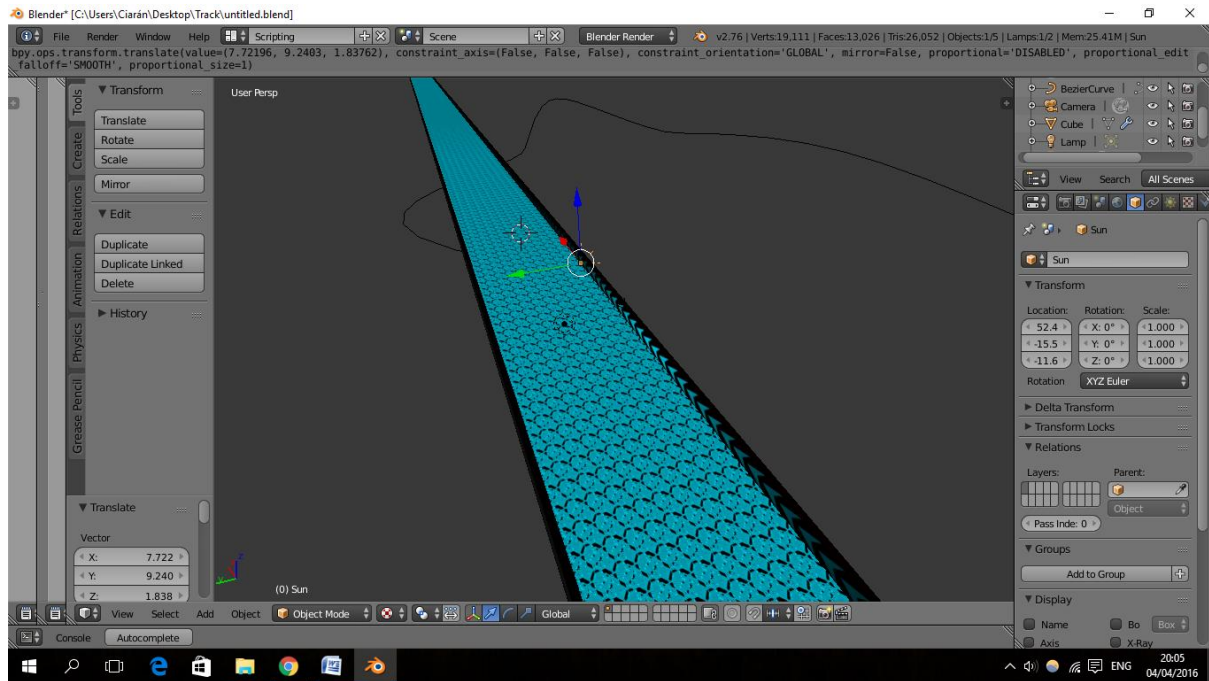 Blender* [C:\Users\Ciarán\Desktop\Track\untitled.blend]
File Render Window Help Scripting Scene Blender Render v2.76 | Verts:19,111 | Faces:13,026 | Tris:26,052 | Objects:1/5 | Lamps:1/2 | Mem:25.41M | Sun
bpy.ops.transform.translate(value=(7.72196, 9.2403, 1.83762), constraint_axis=(False, False, False), constraint_orientation='GLOBAL', mirror=False, proportional='DISABLED', proportional_edit
falloff='SMOOTH', proportional_size=1)
Tools
Create
Relations
Animation
Physics
Grease Pencil
Transform
Translate
Rotate
Scale
Mirror
Edit
Duplicate
Duplicate Linked
Delete
History
Translate
Vector
X: 7.722
Y: 9.240
Z: 1.838
User Persp
z
y
(0) Sun
View Select Add Object Object Mode Global
Console Autocomplete
BezierCurve
Camera
Cube
Lamp
View Search All Scenes
Sun
Sun
Transform
Location: Rotation: Scale:
52.4 X: 0° 1.000
-15.5 Y: 0° 1.000
-11.6 Z: 0° 1.000
Rotation XYZ Euler
Delta Transform
Transform Locks
Relations
Layers: Parent:
Object
Pass Inde: 0
Groups
Add to Group
Display
Name Bo Box
Axis X-Ray
ENG 20:05
04/04/2016